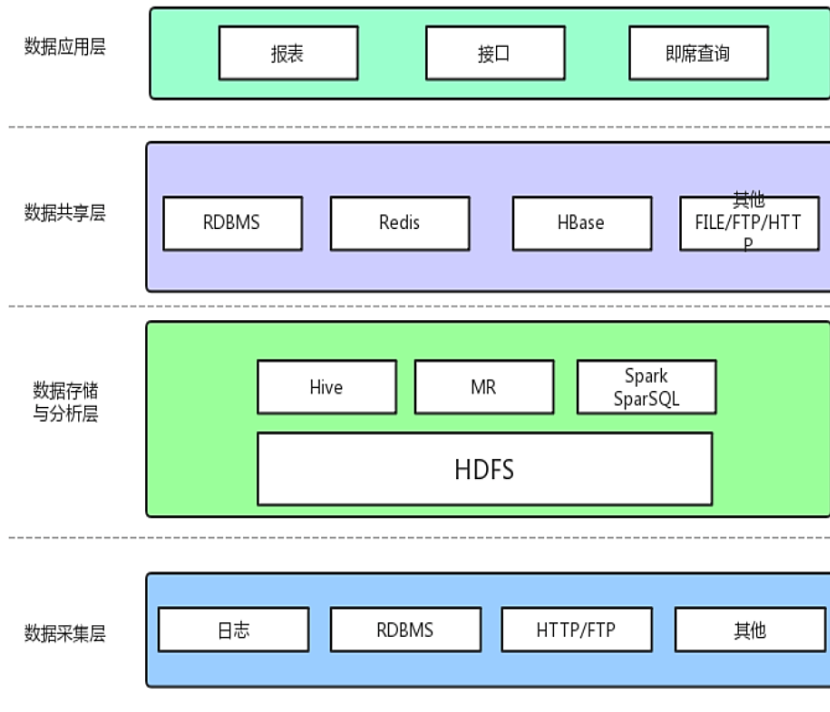 数据应用层
报表
接口
即席查询
数据共享层
RDBMS
Redis
HBase
其他
FILE/FTP/HTT
P
数据存储
与分析层
Hive
MR
Spark
SparSQL
HDFS
数据采集层
日志
RDBMS
HTTP/FTP
其他